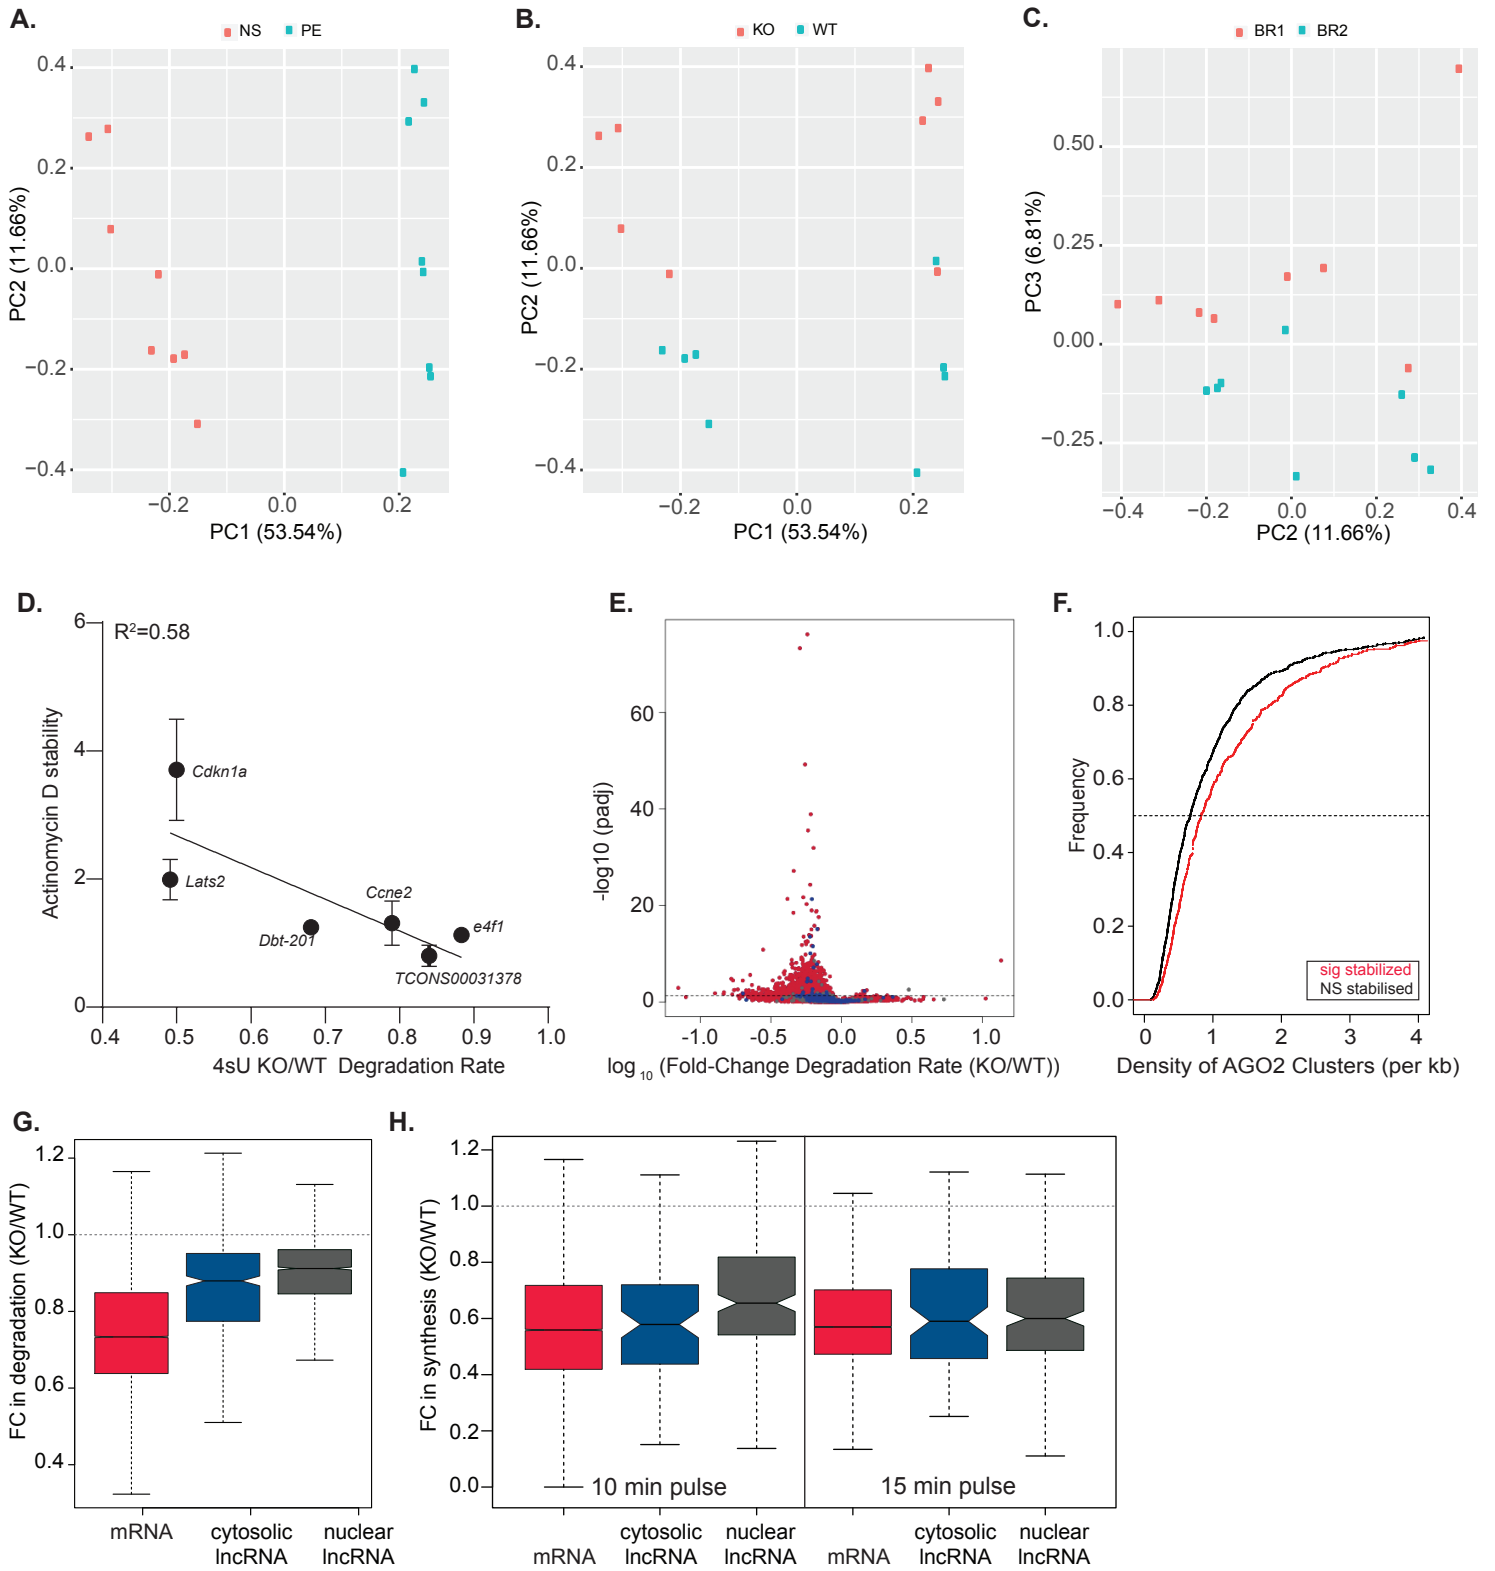 A.
NS PE
0.4
0.2
0.0
−0.2
−0.4
PC2 (11.66%)
−0.2 0.0 0.2
PC1 (53.54%)
B.
KO WT
0.4
0.2
0.0
−0.2
−0.4
PC2 (11.66%)
−0.2 0.0 0.2
PC1 (53.54%)
C.
BR1 BR2
0.50
0.25
0.00
−0.25
PC3 (6.81%)
−0.4 −0.2 0.0 0.2 0.4
PC2 (11.66%)
D.
R2=0.58
6
4
2
0
Actinomycin D stability
Cdkn1a
Lats2
Dbt-201
Ccne2
e4f1
TCONS00031378
0.4 0.5 0.6 0.7 0.8 0.9 1.0
4sU KO/WT Degradation Rate
E.
60
40
20
0
-log10 (padj)
-1.0 -0.5 0.0 0.5 1.0
log 10 (Fold-Change Degradation Rate (KO/WT))
F.
1.0
0.8
0.6
0.4
0.2
0.0
Frequency
sig stabilized
NS stabilised
0 1 2 3 4
Density of AGO2 Clusters (per kb)
G.
1.2
1.0
0.8
0.6
0.4
FC in degradation (KO/WT)
mRNA
cytosolic
lncRNA
nuclear
lncRNA
H.
1.2
1.0
0.8
0.6
0.4
0.2
0.0
FC in synthesis (KO/WT)
10 min pulse
15 min pulse
mRNA
cytosolic
lncRNA
nuclear
lncRNA
mRNA
cytosolic
lncRNA
nuclear
lncRNA